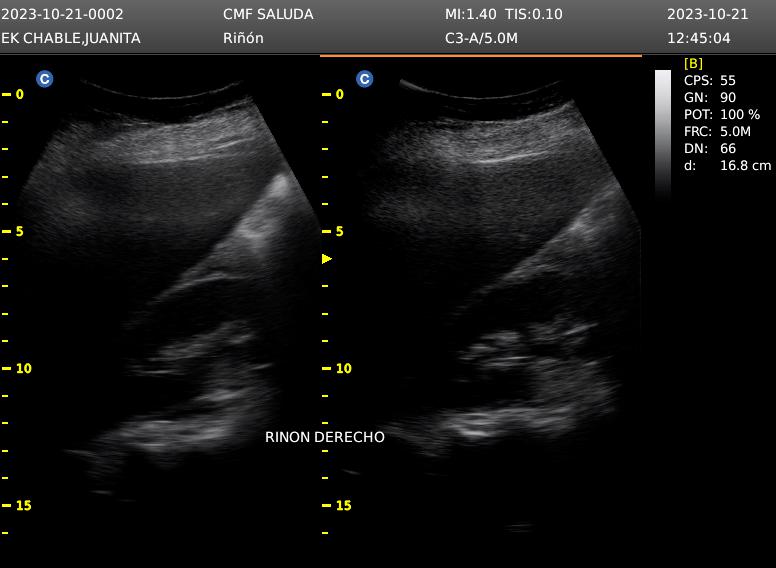 2023-10-21-0002 CMF SALUDA MI:1.40 TIS:0.10 2023-10-21
EK CHABLE,JUANITA Riñón C3-A/5.0M 12:45:04
C
C
[B]
CPS: 55
GN: 90
POT: 100 %
FRC: 5.0M
DN: 66
d: 16.8 cm
0
0
5
5
10
10
RINON DERECHO
15
15